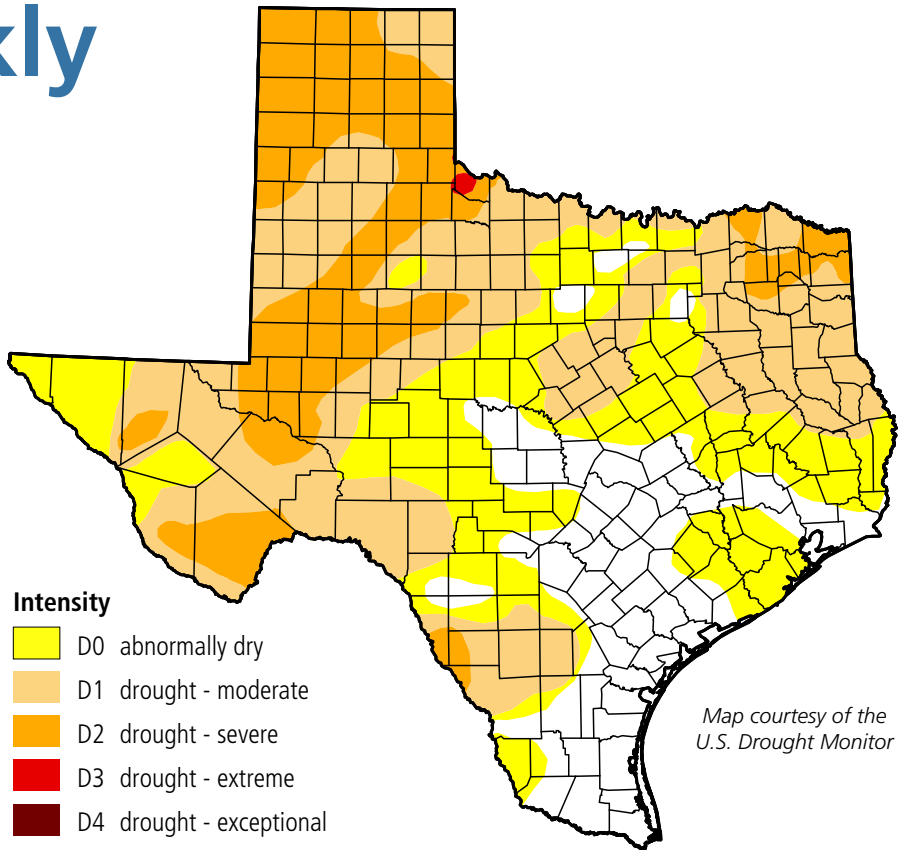 kly
Intensity
D0 abnormally dry
D1 drought - moderate
D2 drought - severe
D3 drought - extreme
D4 drought - exceptional
Map courtesy of the
U.S. Drought Monitor